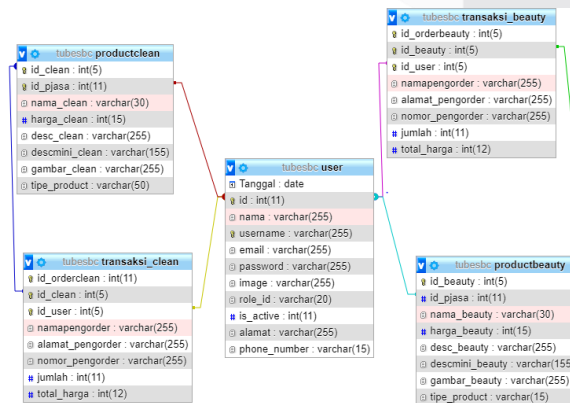 tubesbc productclean
id_clean : int(5)
id_pjasa : int(11)
nama_clean : varchar(30)
harga_clean : int(15)
desc_clean : varchar(255)
descmini_clean : varchar(155)
gambar_clean : varchar(255)
tipe_product : varchar(50)
tubesbc transaksi_clean
id_orderclean : int(11)
id_clean : int(5)
id_user : int(5)
namapengorder : varchar(255)
alamat_pengorder : varchar(255)
nomor_pengorder : varchar(255)
jumlah : int(11)
total_harga : int(12)
tubesbc user
Tanggal : date
id : int(11)
nama : varchar(255)
username : varchar(255)
email : varchar(255)
password : varchar(255)
image : varchar(255)
role_id : varchar(20)
is_active : int(11)
alamat : varchar(255)
phone_number : varchar(15)
tubesbc transaksi_beauty
id_orderbeauty : int(5)
id_beauty : int(5)
id_user : int(5)
namapengorder : varchar(255)
alamat_pengorder : varchar(255)
nomor_pengorder : varchar(255)
jumlah : int(11)
total_harga : int(12)
tubesbc productbeauty
id_beauty : int(5)
id_pjasa : int(11)
nama_beauty : varchar(30)
harga_beauty : int(15)
desc_beauty : varchar(255)
descmini_beauty : varchar(155
gambar_beauty : varchar(255)
tipe_product : varchar(15)